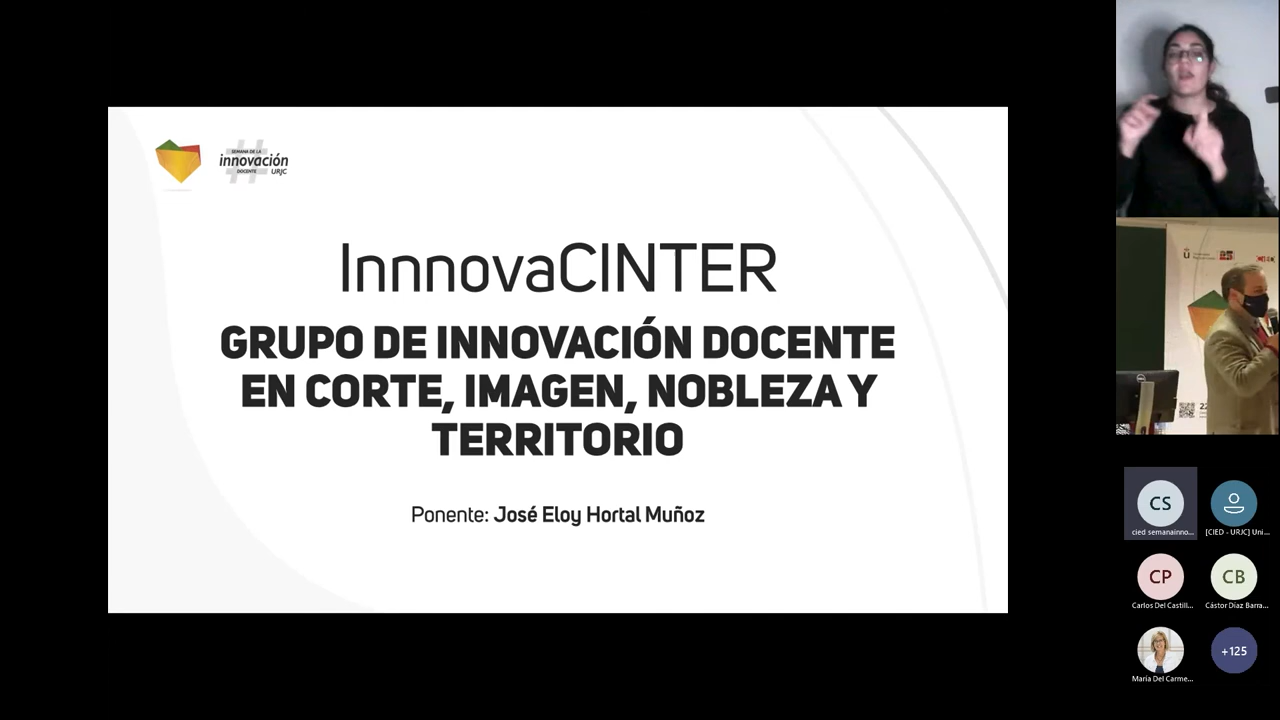 SEMANA DE LA
innovación
DOCENTE
URJC
InnnovaCINTER
GRUPO DE INNOVACIÓN DOCENTE
EN CORTE, IMAGEN, NOBLEZA Y
TERRITORIO
Ponente: José Eloy Hortal Muñoz
CS
cied semanainno...
[CIED - URJC] Uni...
CP
Carlos Del Castill...
CB
Cástor Díaz Barra...
María Del Carme...
+125